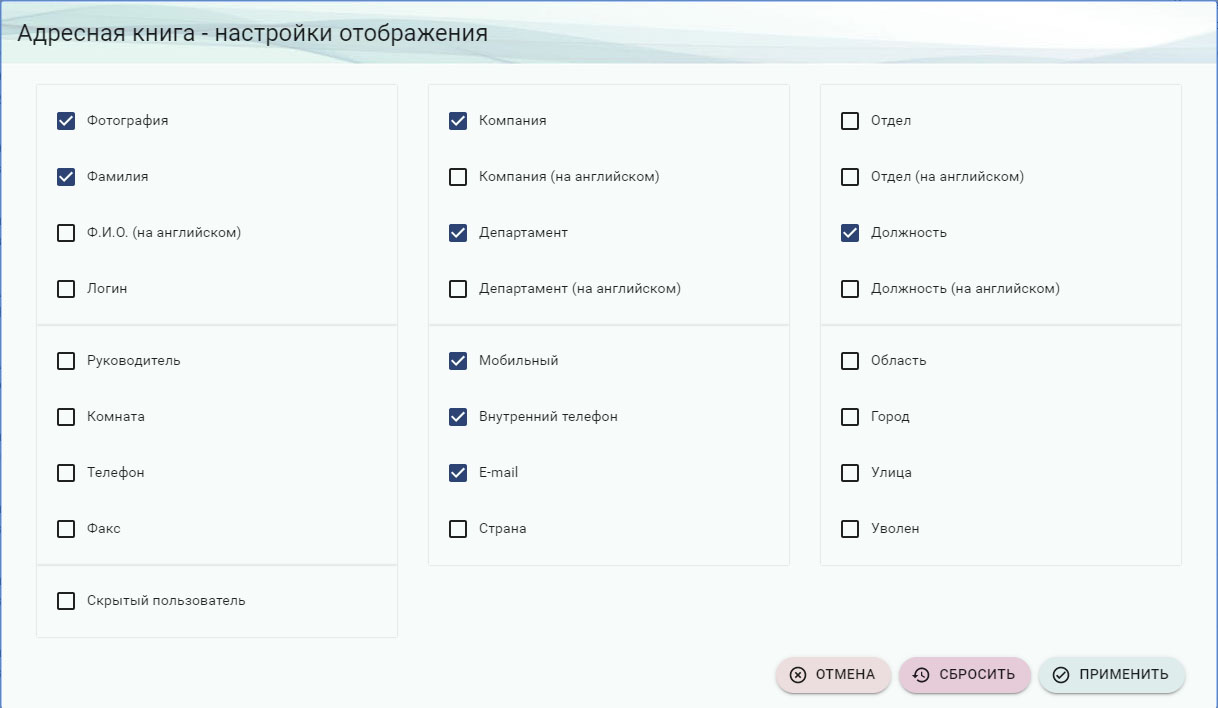 Адресная книга - настройки отображения
Фотография
Фамилия
Ф.И.О. (на английском)
Логин
Компания
Компания (на английском)
Департамент
Департамент (на английском)
Отдел
Отдел (на английском)
Должность
Должность (на английском)
Руководитель
Комната
Телефон
Факс
Мобильный
Внутренний телефон
E-mail
Страна
Область
Город
Улица
Уволен
Скрытый пользователь
ОТМЕНА
СБРОСИТЬ
ПРИМЕНИТЬ